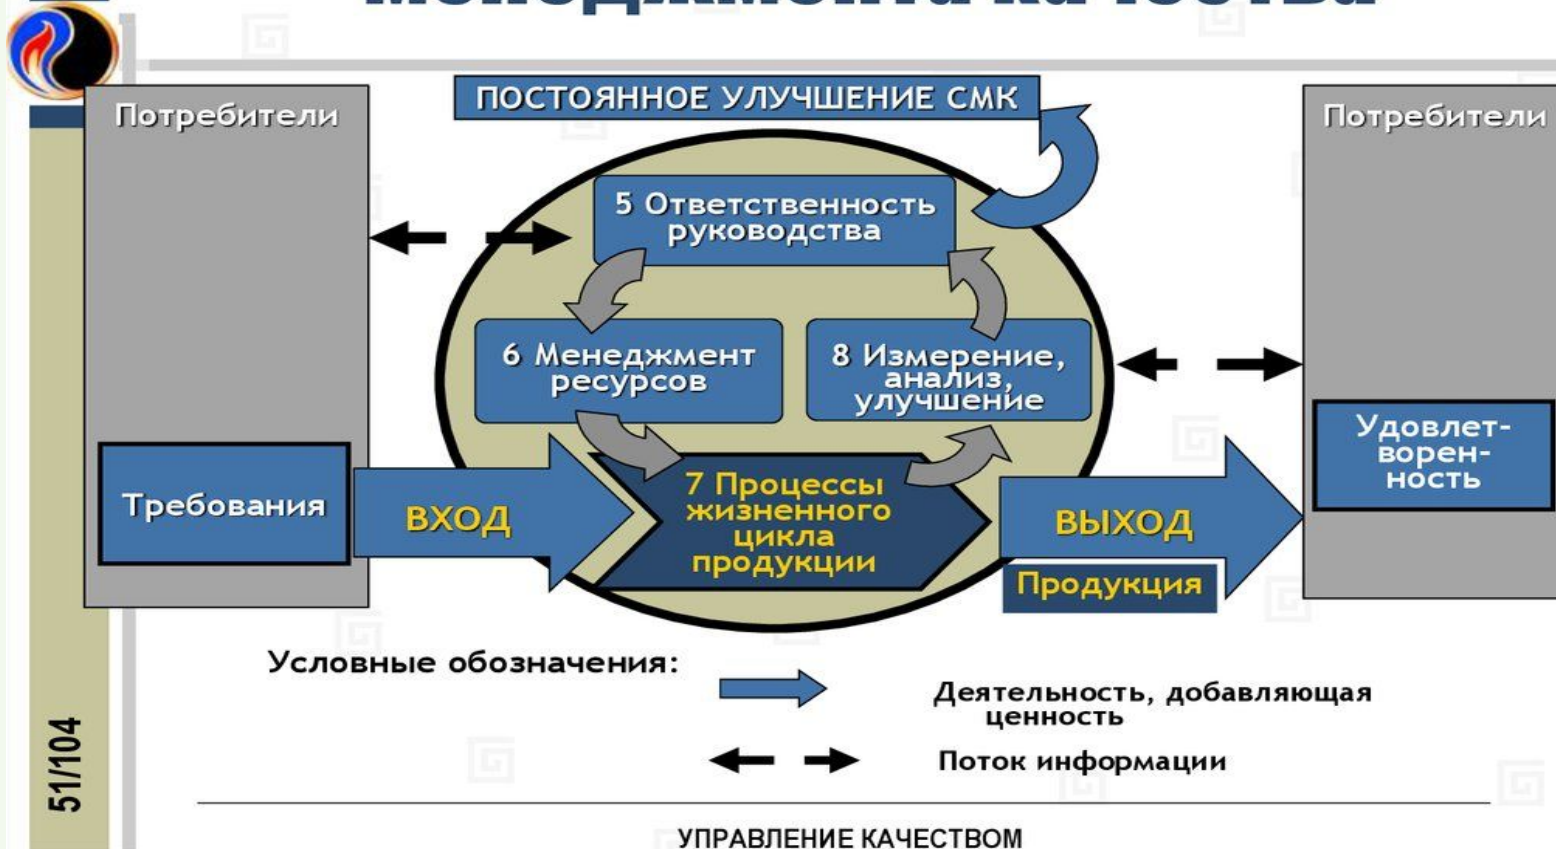 менеджмента качества
Потребители
ПОСТОЯННОЕ УЛУЧШЕНИЕ СМК
Потребители
5 Ответственность
руководства
6 Менеджмент
ресурсов
8 Измерение,
анализ,
улучшение
Требования
ВХОД
7 Процессы
жизненного
цикла
продукции
ВЫХОД
Продукция
Удовлет-
ворен-
ность
Условные обозначения:
Деятельность, добавляющая
ценность
Поток информации
51/104
УПРАВЛЕНИЕ КАЧЕСТВОМ